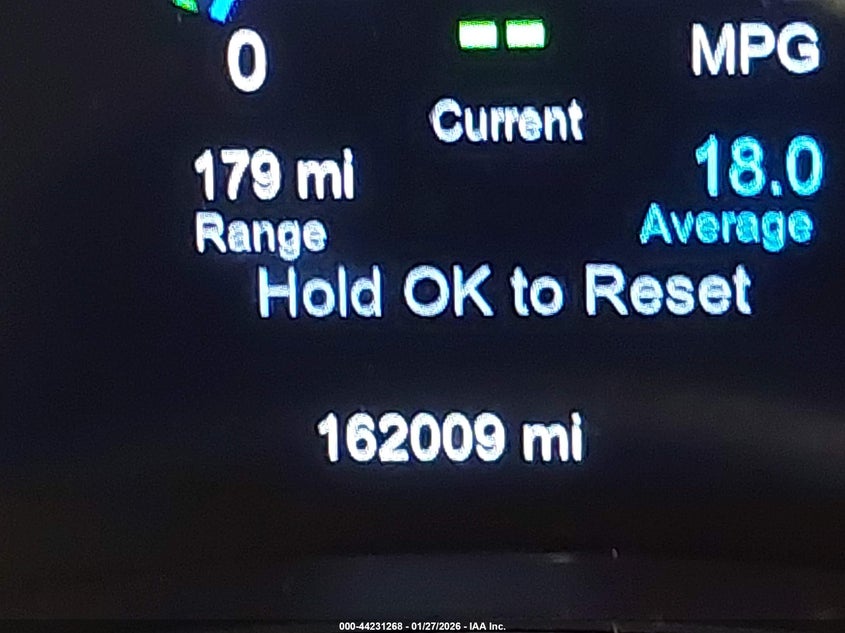 0
MPG
Current
179 mi
18.0
Range
Average
Hold OK to Reset
162009 mi
000-44231268 - 01/27/2026 - IAA Inc.